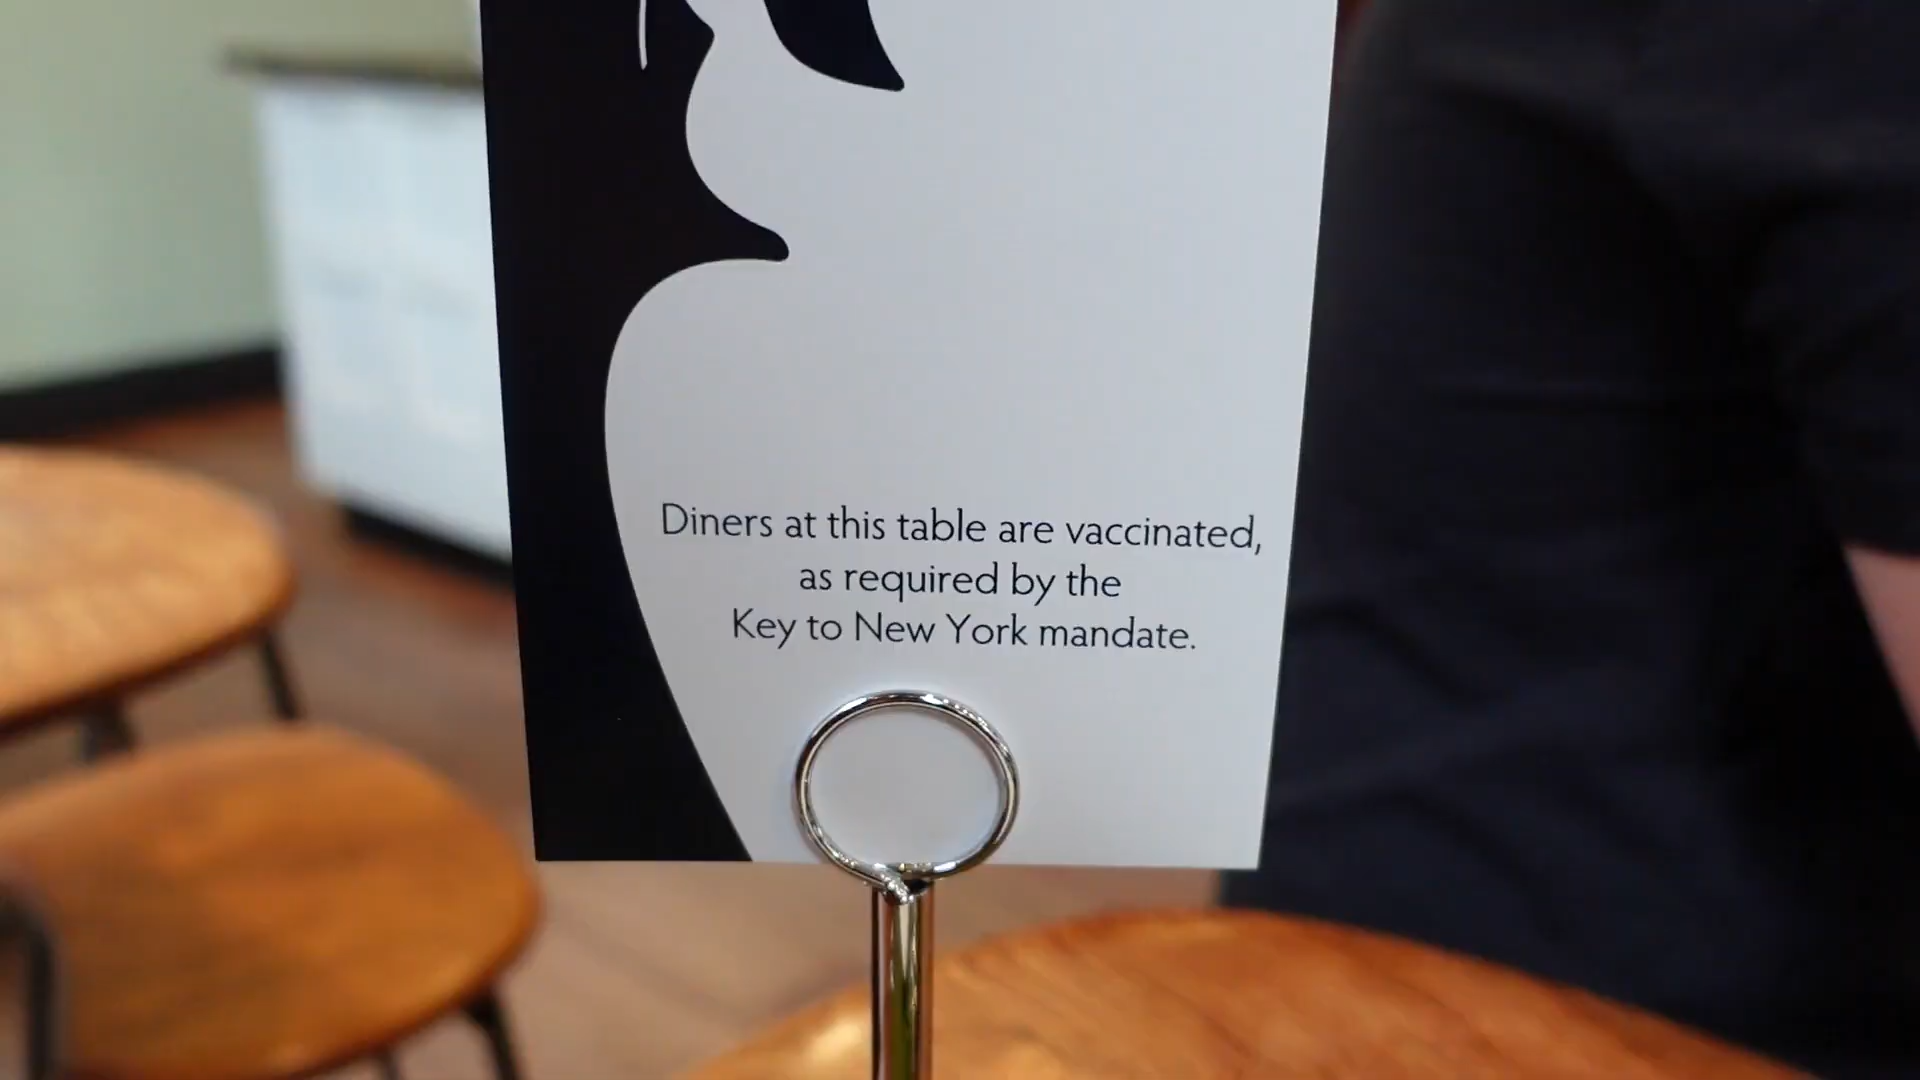 Diners at this table are vaccinated,
as required by the
Key to New York mandate.